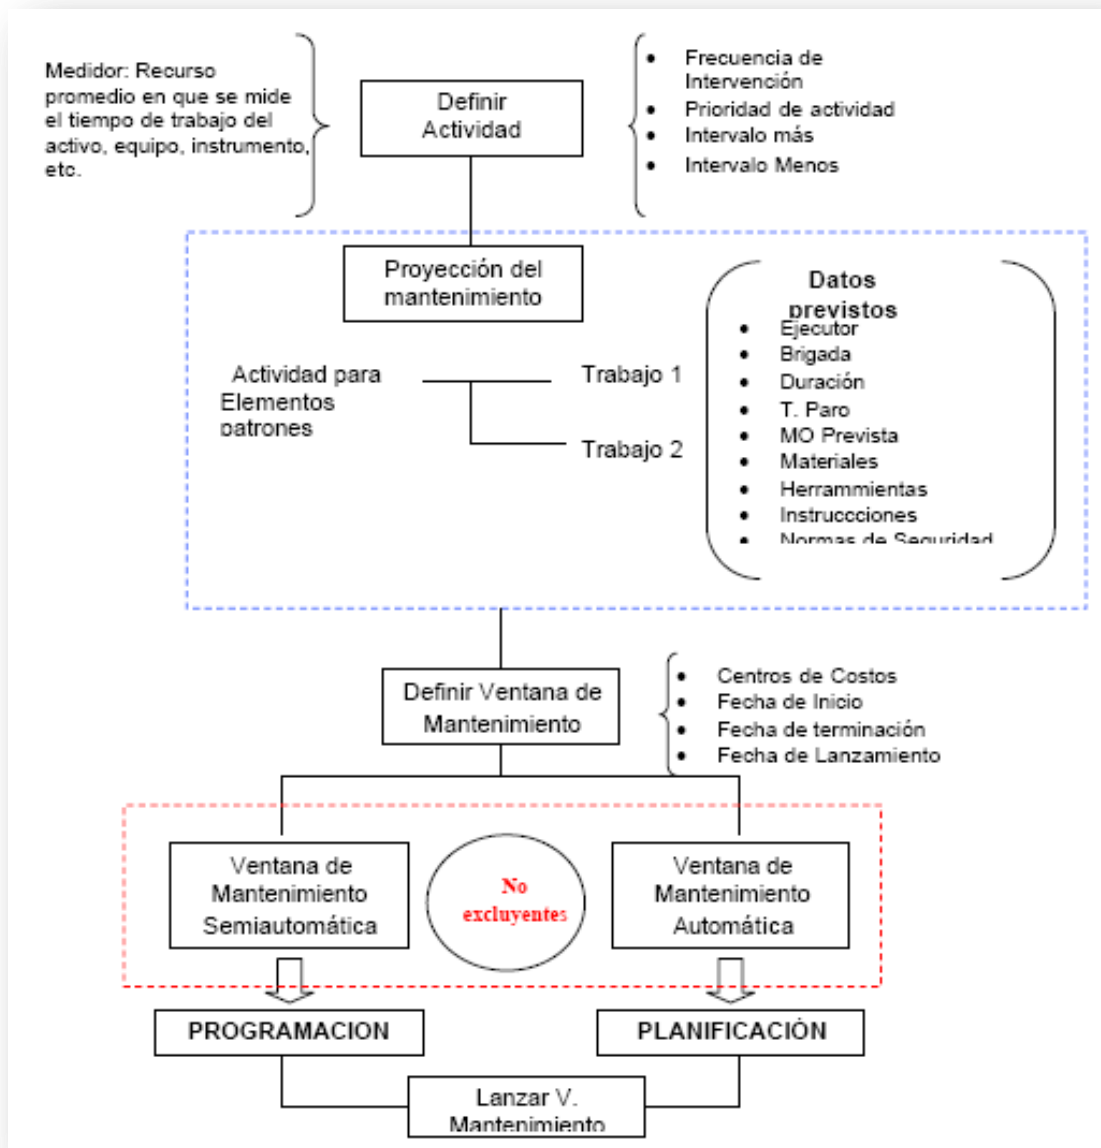 Medidor: Recurso
promedio en que se mide
el tiempo de trabajo del
activo, equipo, instrumento,
etc.
Definir
Actividad
• Frecuencia de
Intervención
• Prioridad de actividad
• Intervalo más
• Intervalo Menos
Proyección del
mantenimiento
Actividad para
Elementos
patrones
Trabajo 1
Trabajo 2
Datos
previstos
• Ejecutor
• Brigada
• Duración
• T. Paro
• MO Prevista
• Materiales
• Herrammientas
• Instruccciones
• Normas de Seguridad
Definir Ventana de
Mantenimiento
• Centros de Costos
• Fecha de Inicio
• Fecha de terminación
• Fecha de Lanzamiento
Ventana de
Mantenimiento
Semiautomática
No
excluyentes
Ventana de
Mantenimiento
Automática
PROGRAMACION
PLANIFICACIÓN
Lanzar V.
Mantenimiento